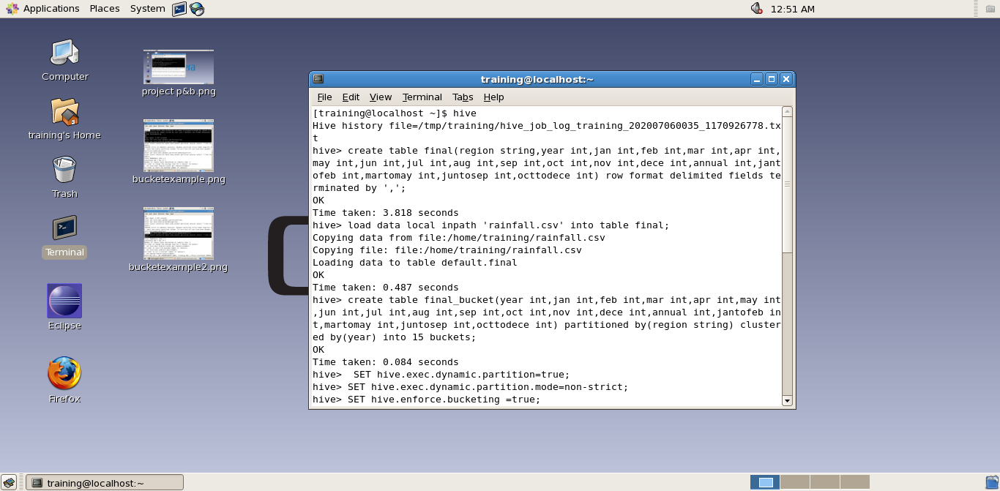 Applications Places System 12:51 AM
Computer
project p&b.png
training's Home
bucketexample.png
Trash
Terminal
bucketexample2.png
Eclipse
Firefox
training@localhost:~
File Edit View Terminal Tabs Help
[training@localhost ~]$ hive
Hive history file=/tmp/training/hive_job_log_training_202007060035_1170926778.tx
t
hive> create table final(region string,year int,jan int,feb int,mar int,apr int,
may int,jun int,jul int,aug int,sep int,oct int,nov int,dece int,annual int,jant
ofeb int,martomay int,juntosep int,octtodece int) row format delimited fields te
rminated by ',';
OK
Time taken: 3.818 seconds
hive> load data local inpath 'rainfall.csv' into table final;
Copying data from file:/home/training/rainfall.csv
Copying file: file:/home/training/rainfall.csv
Loading data to table default.final
OK
Time taken: 0.487 seconds
hive> create table final_bucket(year int,jan int,feb int,mar int,apr int,may int
,jun int,jul int,aug int,sep int,oct int,nov int,dece int,annual int,jantofeb in
t,martomay int,juntosep int,octtodece int) partitioned by(region string) cluster
ed by(year) into 15 buckets;
OK
Time taken: 0.084 seconds
hive>  SET hive.exec.dynamic.partition=true;
hive> SET hive.exec.dynamic.partition.mode=non-strict;
hive> SET hive.enforce.bucketing =true;
training@localhost:~